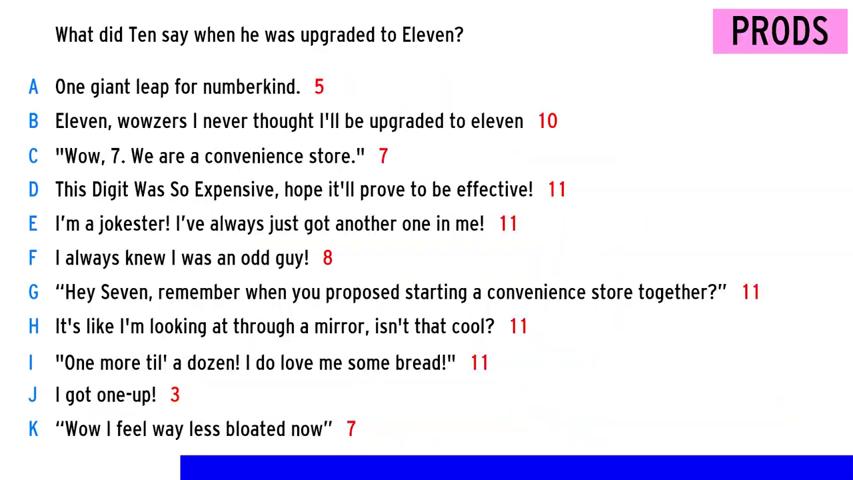 What did Ten say when he was upgraded to Eleven?
PRODS
A One giant leap for numberkind. 5
B Eleven, wowzers I never thought I'll be upgraded to eleven 10
C "Wow, 7. We are a convenience store." 7
D This Digit Was So Expensive, hope it'll prove to be effective! 11
E I’m a jokester! I’ve always just got another one in me! 11
F I always knew I was an odd guy! 8
G “Hey Seven, remember when you proposed starting a convenience store together?” 11
H It's like I'm looking at through a mirror, isn't that cool? 11
I "One more til' a dozen! I do love me some bread!" 11
J I got one-up! 3
K “Wow I feel way less bloated now” 7